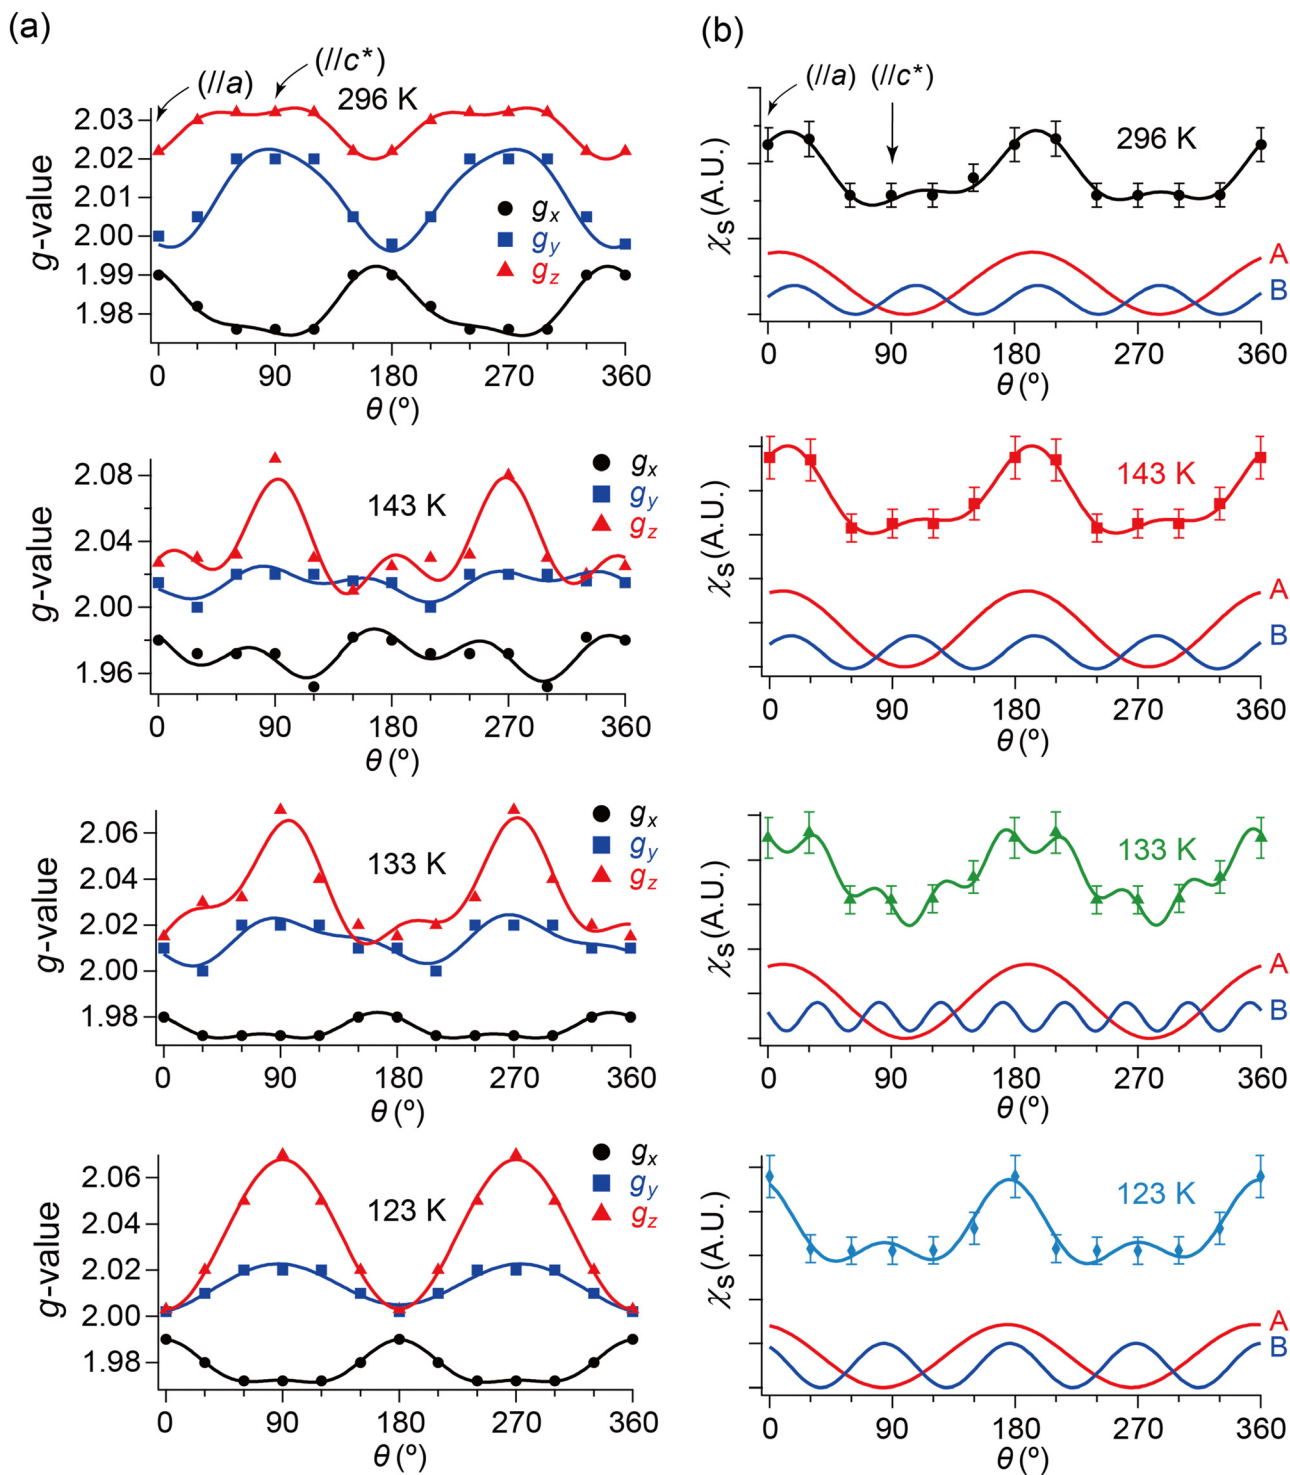 (a)
(//a)
(//c*)
296 K
2.03
2.02
2.01
2.00
1.99
1.98
g-value
gx
gy
gz
0 90 180 270 360
θ (º)
143 K
2.08
2.04
2.00
1.96
g-value
gx
gy
gz
0 90 180 270 360
θ (º)
133 K
2.06
2.04
2.02
2.00
1.98
g-value
gx
gy
gz
0 90 180 270 360
θ (º)
123 K
2.06
2.04
2.02
2.00
1.98
g-value
gx
gy
gz
0 90 180 270 360
θ (º)
(b)
(//a) (//c*)
296 K
χs (A.U.)
A
B
0 90 180 270 360
θ (º)
143 K
χs (A.U.)
A
B
0 90 180 270 360
θ (º)
133 K
χs (A.U.)
A
B
0 90 180 270 360
θ (º)
123 K
χs (A.U.)
A
B
0 90 180 270 360
θ (º)